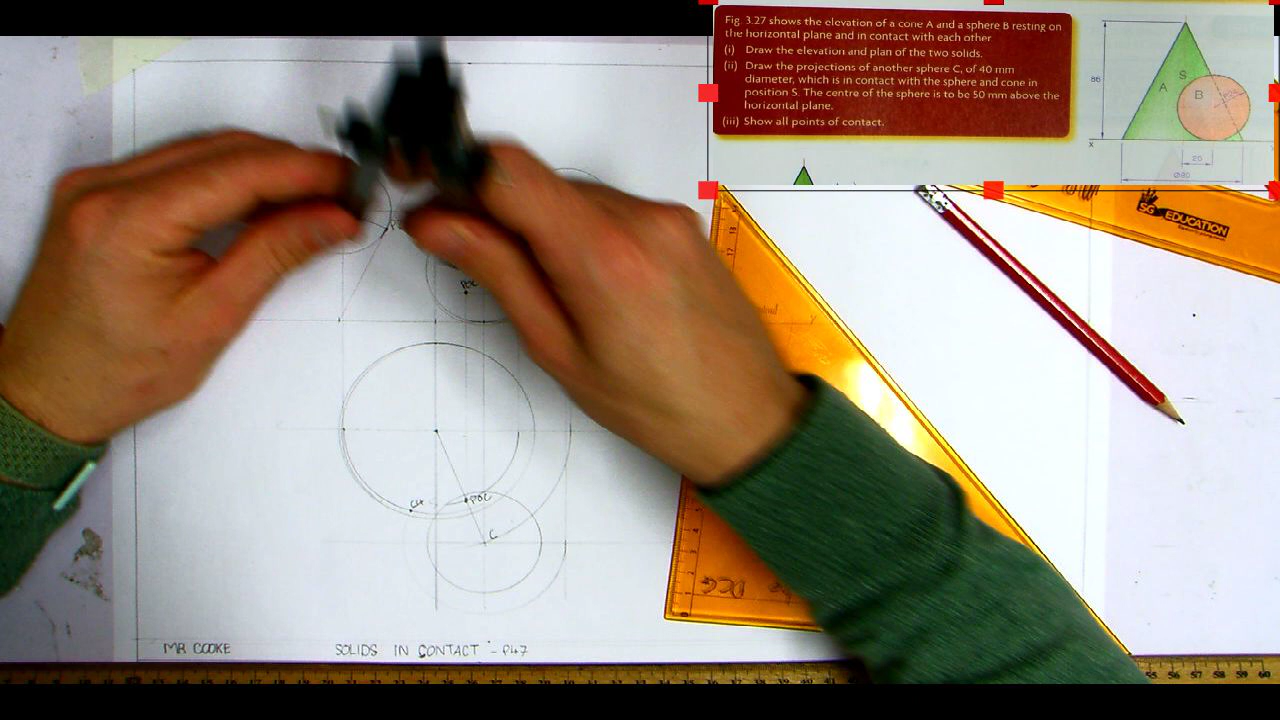 Fig. 3.27 shows the elevation of a cone A and a sphere B resting on
the horizontal plane and in contact with each other.
(i) Draw the elevation and plan of the two solids.
(ii) Draw the projections of another sphere C, of 40 mm
diameter, which is in contact with the sphere and cone in
position S. The centre of the sphere is to be 50 mm above the
horizontal plane.
(iii) Show all points of contact.
86
S
A
B
X
20
Ø80
SG EDUCATION
POC
CH
POC
C
DCG
MR COOKE
SOLIDS IN CONTACT - P47